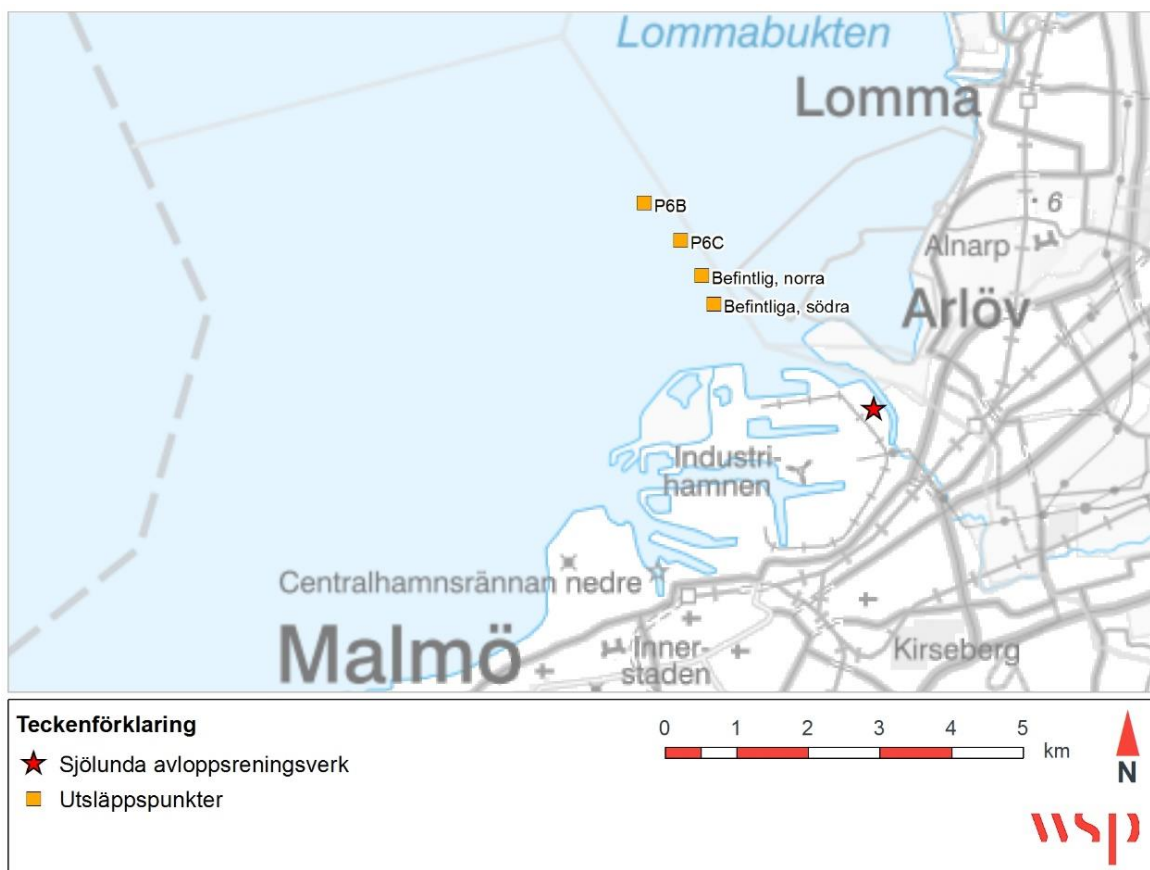 Lommabukten
Lomma
P6B
6
P6C
Alnarp
Befintlig, norra
Befintliga, södra
Arlöv
Industri-
hamnen
Centralhamnsrännan nedre
Malmö
Inner-
staden
Kirseberg
Teckenförklaring
Sjölunda avloppsreningsverk
Utsläppspunkter
0 1 2 3 4 5
km
N
wsp